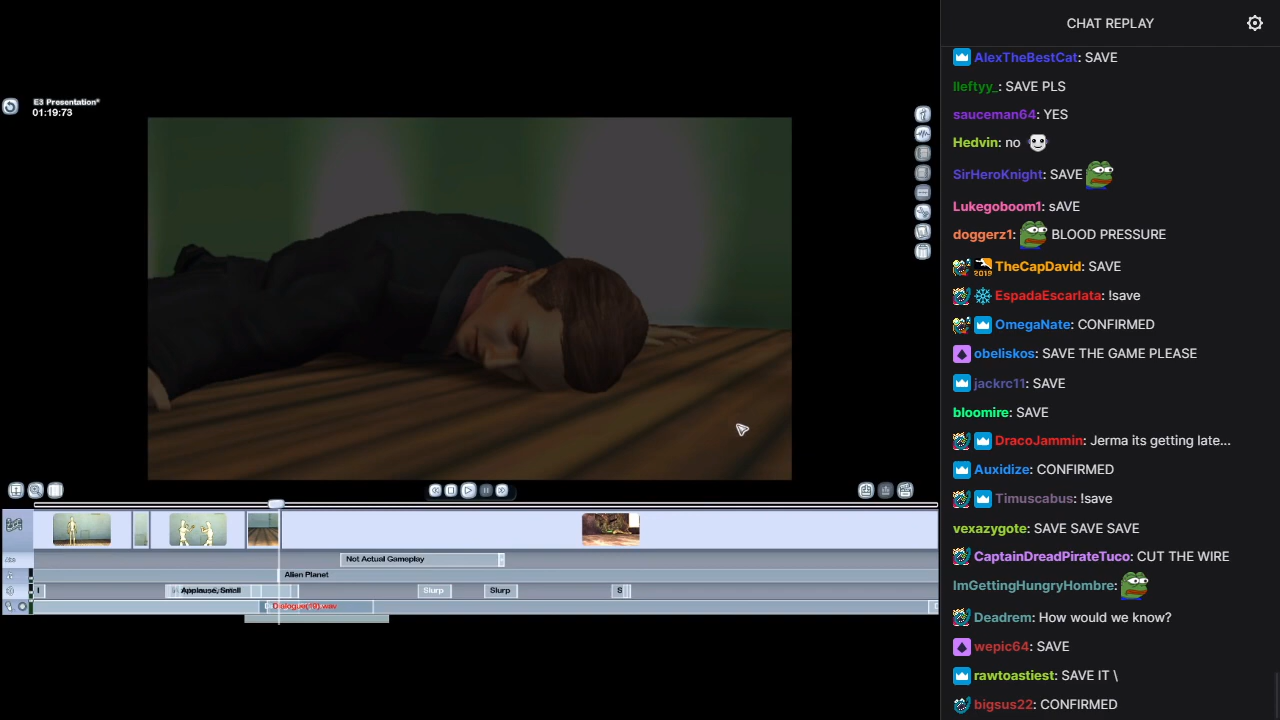 E3 Presentation*
01:19:73
Not Actual Gameplay
Alien Planet
Applause, Small
Slurp
Slurp
S
Dialogue(19).wav
CHAT REPLAY
AlexTheBestCat: SAVE
lleftyy_: SAVE PLS
sauceman64: YES
Hedvin: no
SirHeroKnight: SAVE
Lukegoboom1: sAVE
doggerz1: BLOOD PRESSURE
2019 TheCapDavid: SAVE
EspadaEscarlata: !save
OmegaNate: CONFIRMED
obeliskos: SAVE THE GAME PLEASE
jackrc11: SAVE
bloomire: SAVE
DracoJammin: Jerma its getting late...
Auxidize: CONFIRMED
Timuscabus: !save
vexazygote: SAVE SAVE SAVE
CaptainDreadPirateTuco: CUT THE WIRE
ImGettingHungryHombre:
Deadrem: How would we know?
wepic64: SAVE
rawtoastiest: SAVE IT \
bigsus22: CONFIRMED